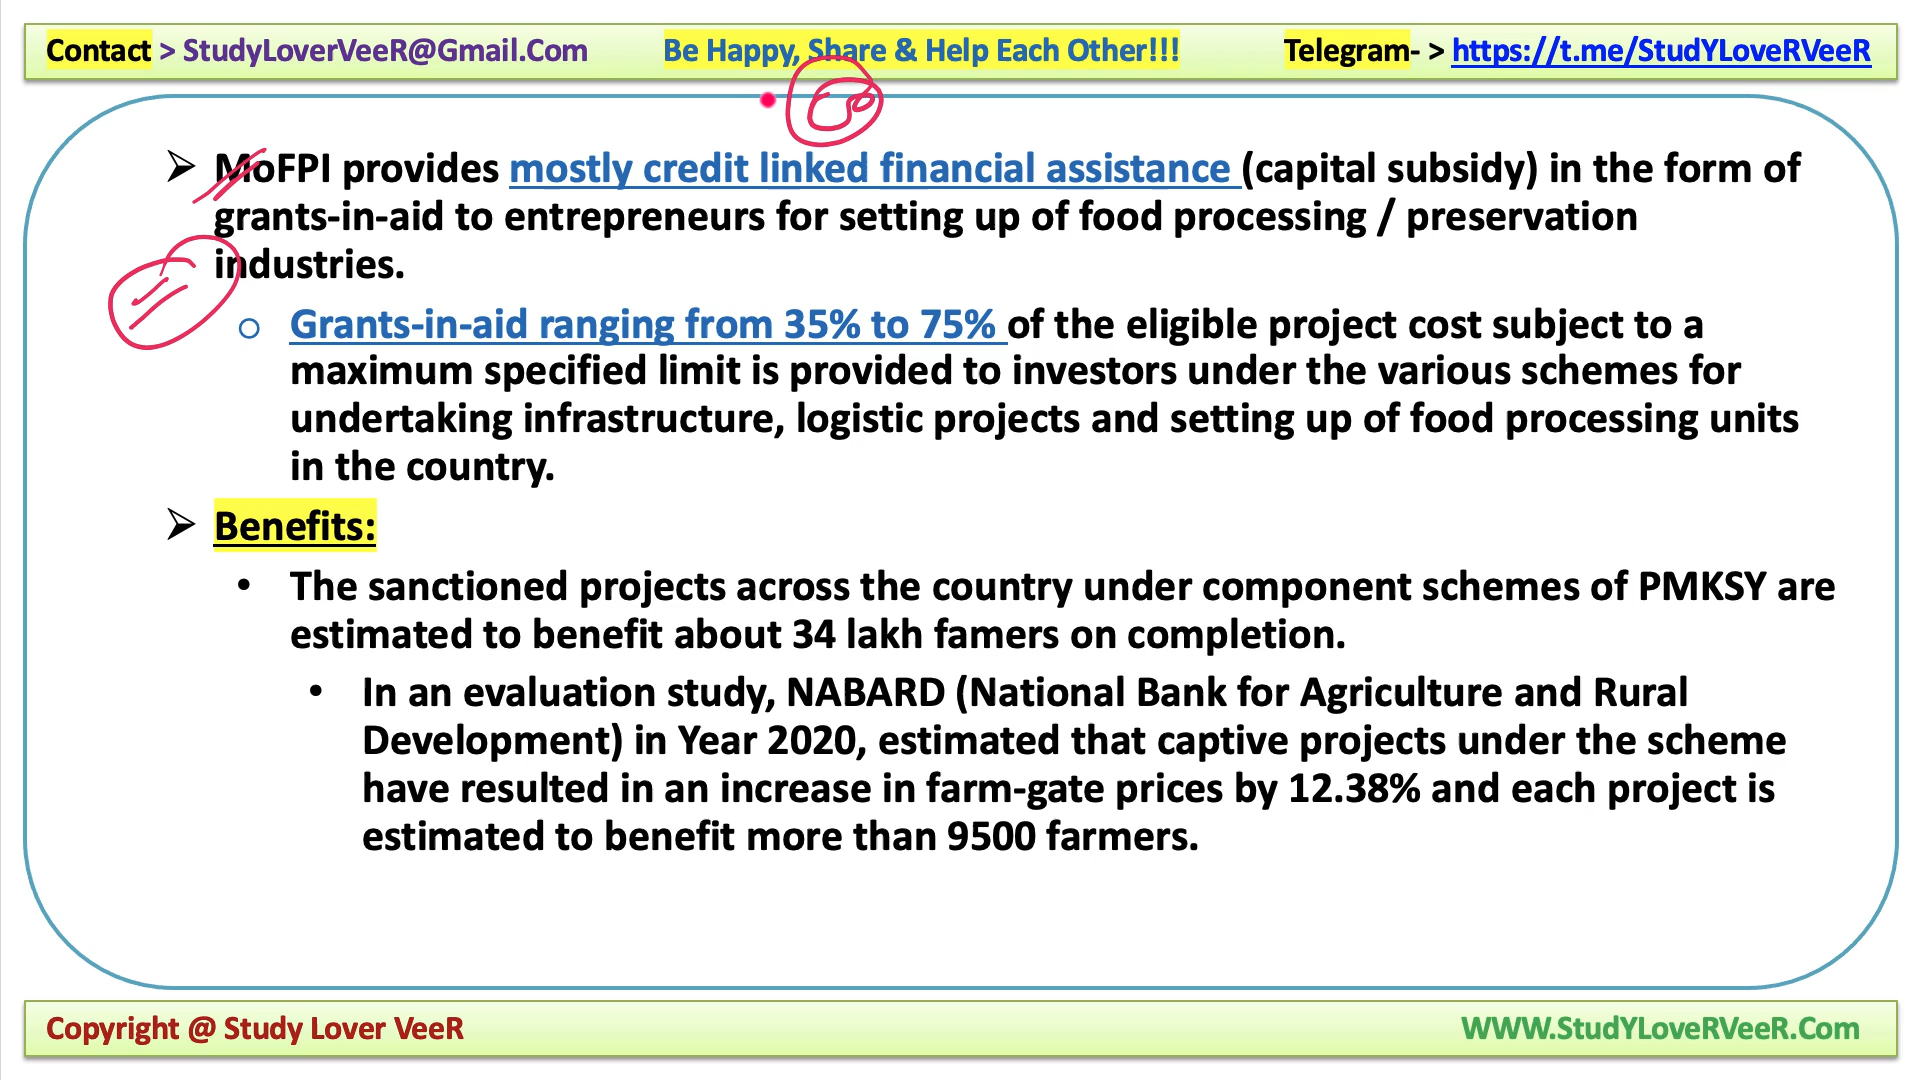 Contact > StudyLoverVeeR@Gmail.Com Be Happy, Share & Help Each Other!!! Telegram- > https://t.me/StudYLoveRVeeR
MoFPI provides mostly credit linked financial assistance (capital subsidy) in the form of
grants-in-aid to entrepreneurs for setting up of food processing / preservation
industries.
Grants-in-aid ranging from 35% to 75% of the eligible project cost subject to a
maximum specified limit is provided to investors under the various schemes for
undertaking infrastructure, logistic projects and setting up of food processing units
in the country.
Benefits:
The sanctioned projects across the country under component schemes of PMKSY are
estimated to benefit about 34 lakh famers on completion.
In an evaluation study, NABARD (National Bank for Agriculture and Rural
Development) in Year 2020, estimated that captive projects under the scheme
have resulted in an increase in farm-gate prices by 12.38% and each project is
estimated to benefit more than 9500 farmers.
Copyright @ Study Lover VeeR WWW.StudYLoveRVeeR.Com